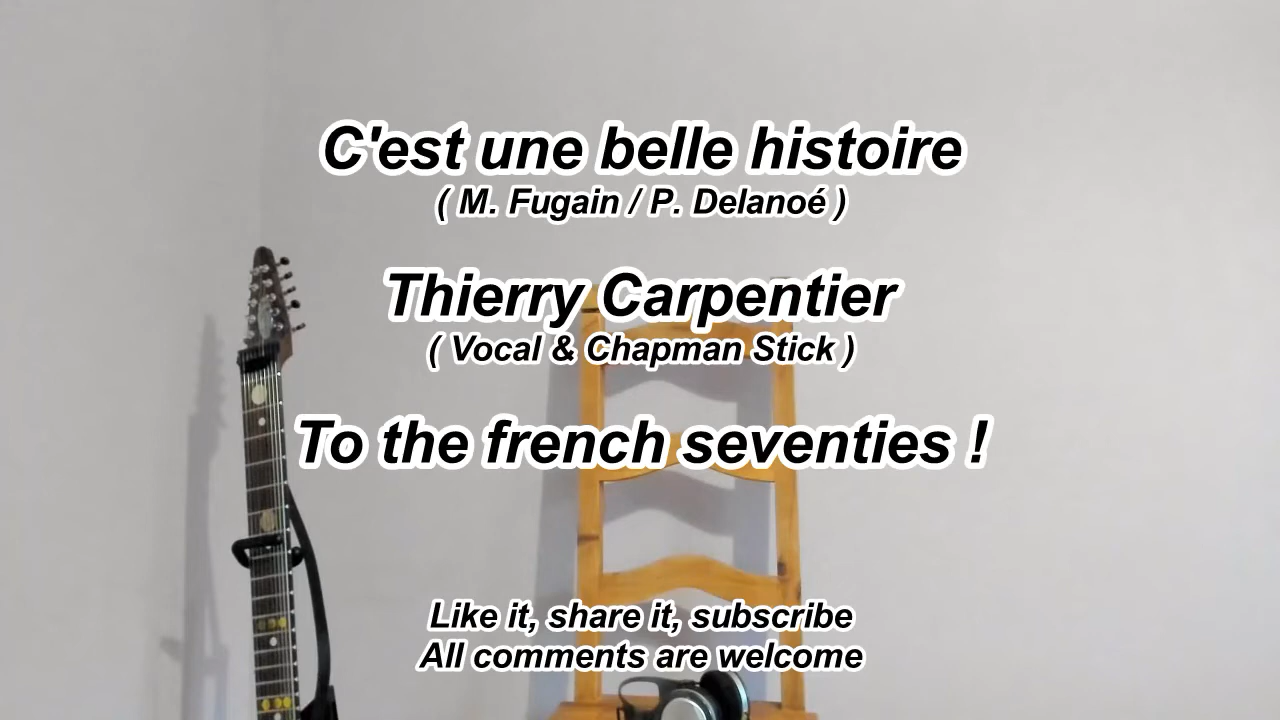 C'est une belle histoire
( M. Fugain / P. Delanoé )
Thierry Carpentier
( Vocal & Chapman Stick )
To the french seventies !
Like it, share it, subscribe
All comments are welcome